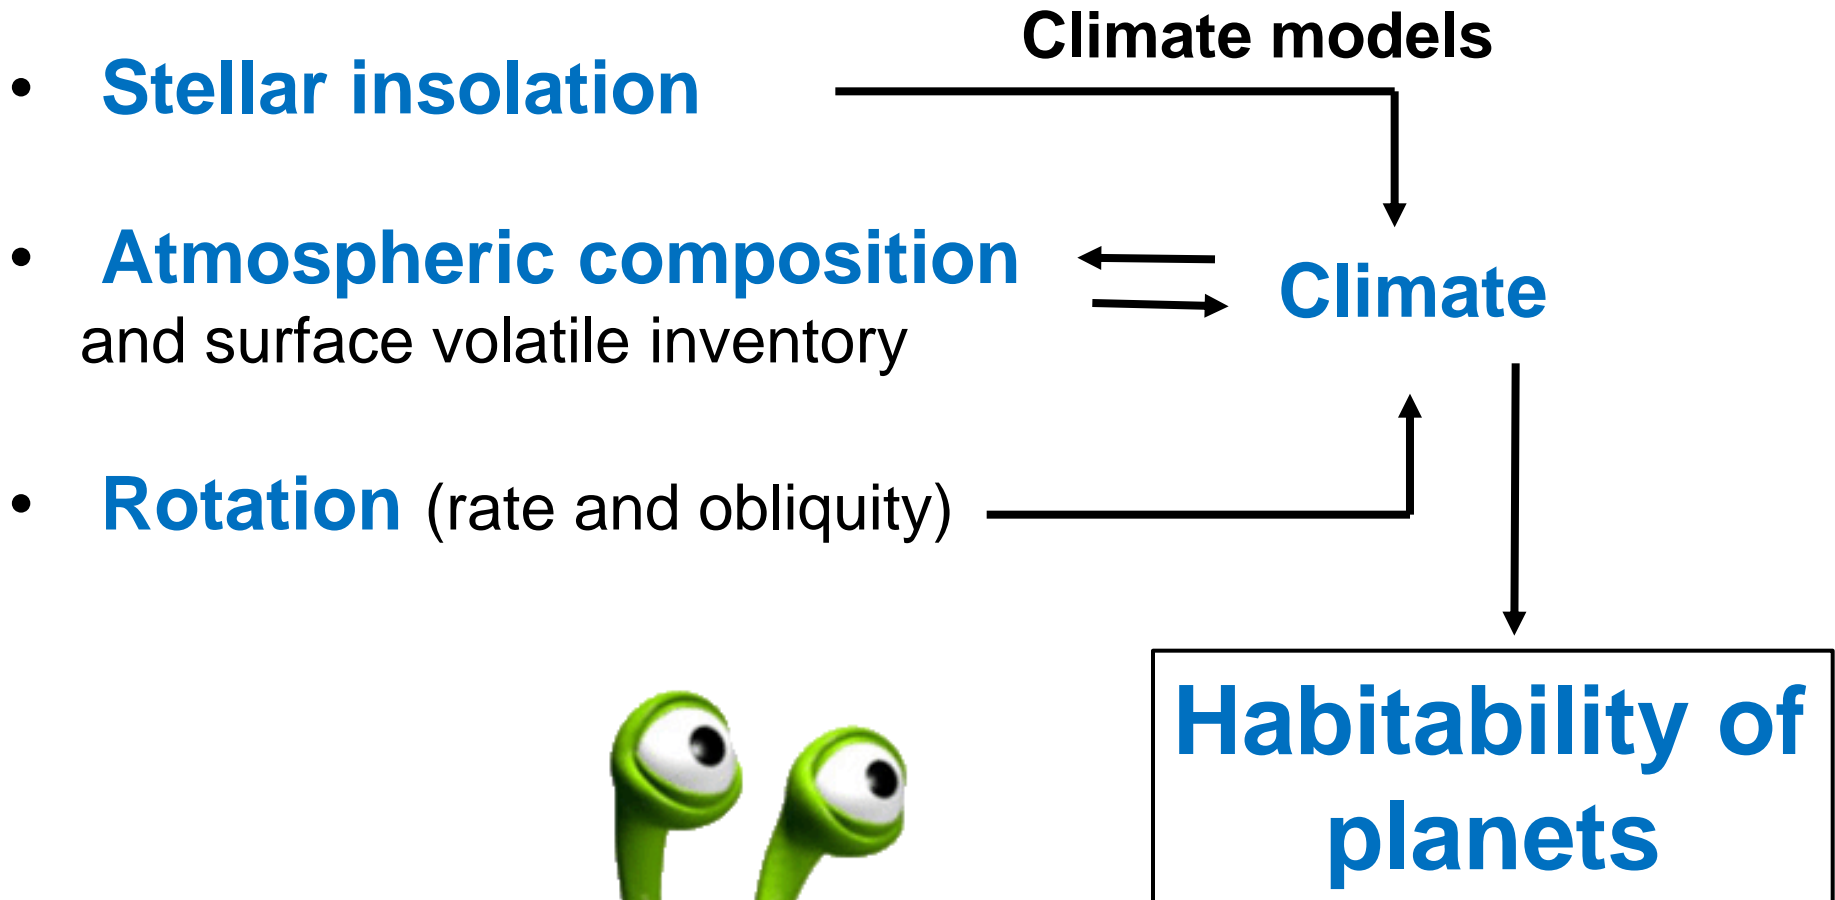 Climate models
• Stellar insolation
• Atmospheric composition
and surface volatile inventory
Climate
• Rotation (rate and obliquity)
Habitability of
planets